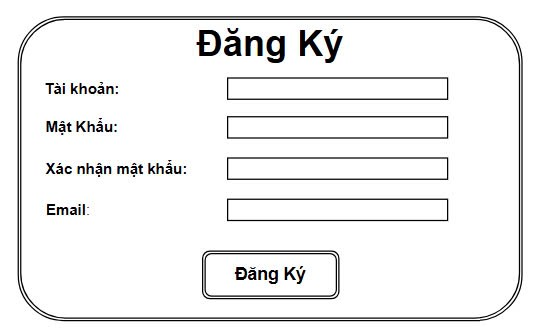 Đăng Ký
Tài khoản:
Mật Khẩu:
Xác nhận mật khẩu:
Email:
Đăng Ký